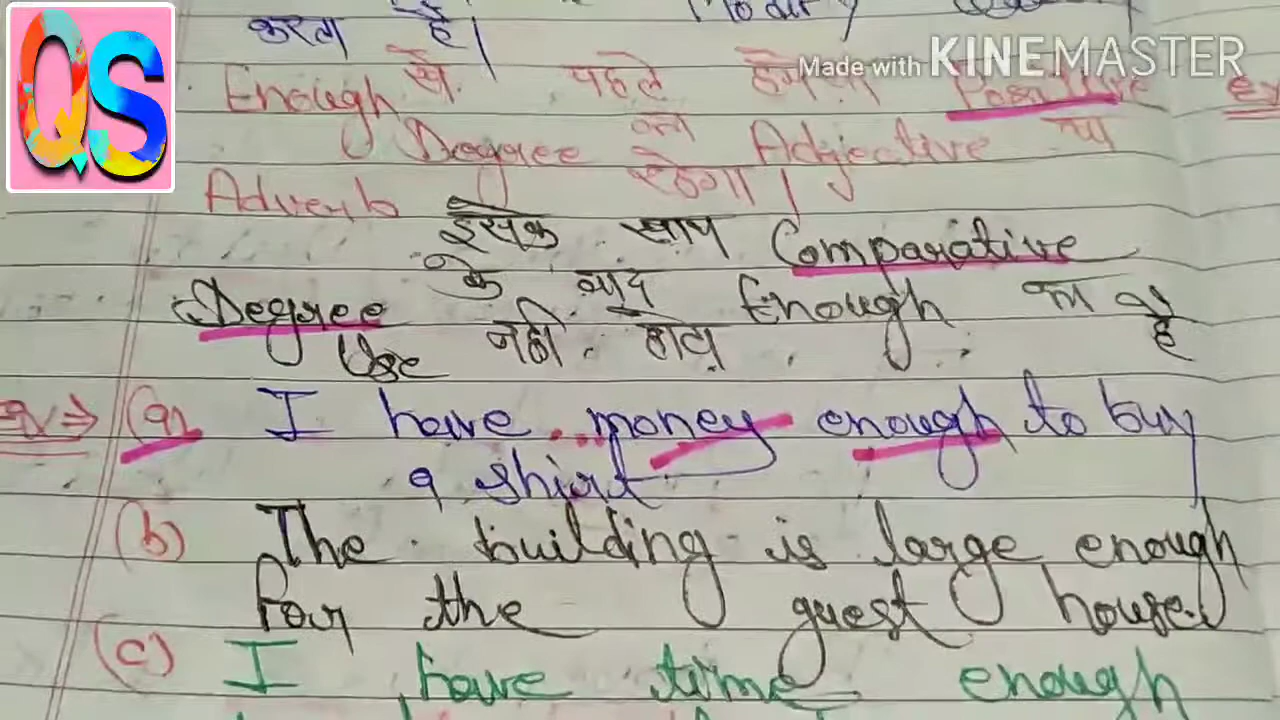 QS
Made with KINEMASTER
करता है।
Enough से पहले हमेशा Positive
Degree का Adjective या
Adverb रहेगा।
इसके साथ Comparative
Degree के बाद Enough का
Use नहीं होता है
(a) I have money enough to buy
a shirt
(b) The building is large enough
for the guest house.
(c) I have time enough